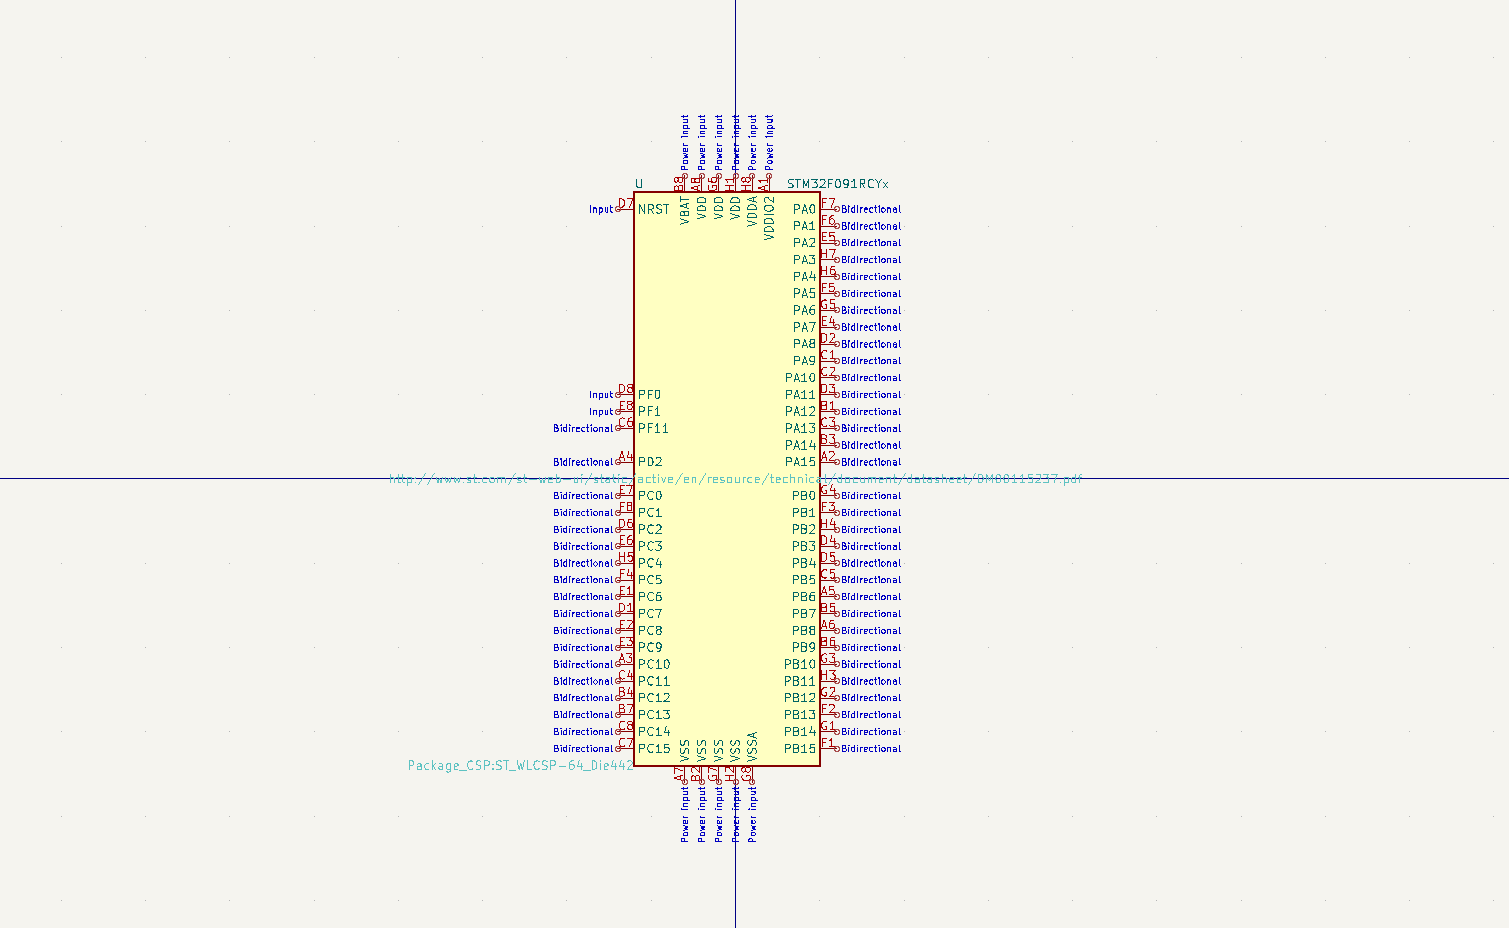 Power input Power input Power input Power input Power input Power input
B8 A8 G6 H1 H8 A1
U STM32F091RCYx
VBAT VDD VDD VDD VDDA VDDIO2
Input D7 NRST PA0 F7 Bidirectional
PA1 F6 Bidirectional
PA2 E5 Bidirectional
PA3 H7 Bidirectional
PA4 H6 Bidirectional
PA5 F5 Bidirectional
PA6 G5 Bidirectional
PA7 E4 Bidirectional
PA8 D2 Bidirectional
PA9 C1 Bidirectional
PA10 C2 Bidirectional
Input D8 PF0 PA11 D3 Bidirectional
Input E8 PF1 PA12 B1 Bidirectional
Bidirectional C6 PF11 PA13 C3 Bidirectional
PA14 B3 Bidirectional
Bidirectional A4 PD2 PA15 A2 Bidirectional
http://www.st.com/st-web-ui/static/active/en/resource/technical/document/datasheet/DM00115237.pdf
Bidirectional E7 PC0 PB0 G4 Bidirectional
Bidirectional F8 PC1 PB1 F3 Bidirectional
Bidirectional D6 PC2 PB2 H4 Bidirectional
Bidirectional E6 PC3 PB3 D4 Bidirectional
Bidirectional H5 PC4 PB4 D5 Bidirectional
Bidirectional F4 PC5 PB5 C5 Bidirectional
Bidirectional E1 PC6 PB6 A5 Bidirectional
Bidirectional D1 PC7 PB7 B5 Bidirectional
Bidirectional E2 PC8 PB8 A6 Bidirectional
Bidirectional E3 PC9 PB9 B6 Bidirectional
Bidirectional A3 PC10 PB10 G3 Bidirectional
Bidirectional C4 PC11 PB11 H3 Bidirectional
Bidirectional B4 PC12 PB12 G2 Bidirectional
Bidirectional B7 PC13 PB13 F2 Bidirectional
Bidirectional C8 PC14 PB14 G1 Bidirectional
Bidirectional C7 PC15 PB15 F1 Bidirectional
VSS VSS VSS VSS VSSA
Package_CSP:ST_WLCSP-64_Die442
A7 B2 G7 H2 G8
Power input Power input Power input Power input Power input